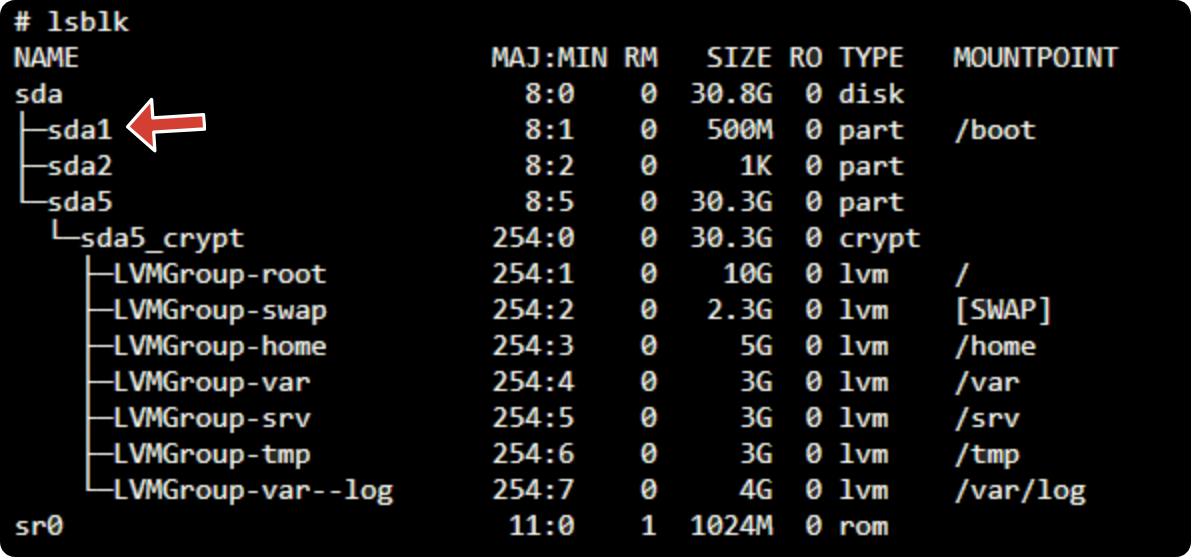 # lsblk
NAME                         MAJ:MIN RM   SIZE RO TYPE  MOUNTPOINT
sda                            8:0    0  30.8G  0 disk
├─sda1                         8:1    0   500M  0 part  /boot
├─sda2                         8:2    0     1K  0 part
└─sda5                         8:5    0  30.3G  0 part
  └─sda5_crypt               254:0    0  30.3G  0 crypt
    ├─LVMGroup-root          254:1    0    10G  0 lvm   /
    ├─LVMGroup-swap          254:2    0   2.3G  0 lvm   [SWAP]
    ├─LVMGroup-home          254:3    0     5G  0 lvm   /home
    ├─LVMGroup-var           254:4    0     3G  0 lvm   /var
    ├─LVMGroup-srv           254:5    0     3G  0 lvm   /srv
    ├─LVMGroup-tmp           254:6    0     3G  0 lvm   /tmp
    └─LVMGroup-var--log      254:7    0     4G  0 lvm   /var/log
sr0                           11:0    1  1024M  0 rom